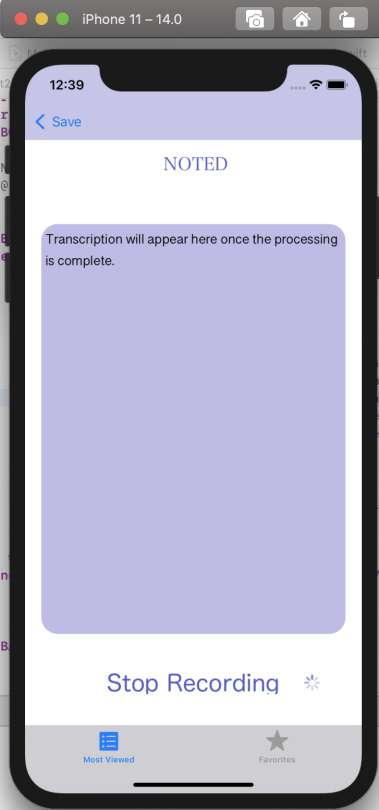 iPhone 11 – 14.0
12:39
Save
NOTED
Transcription will appear here once the processing
is complete.
Stop Recording
Most Viewed
Favorites